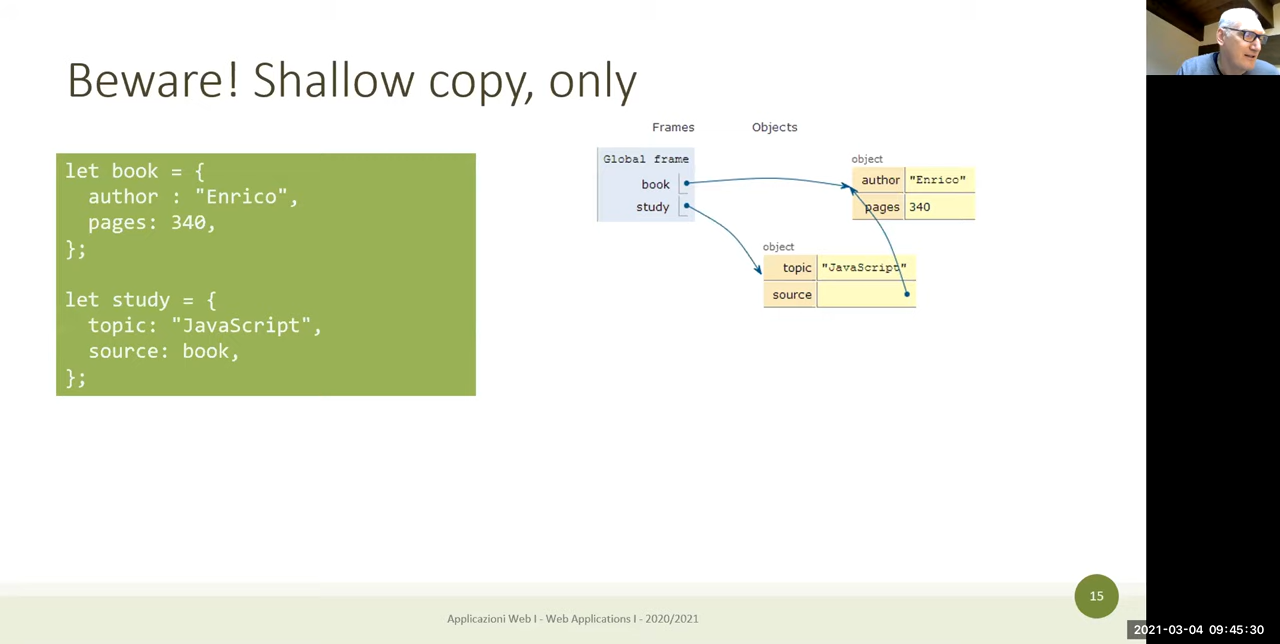 Beware! Shallow copy, only
let book = {
  author : "Enrico",
  pages: 340,
};
let study = {
  topic: "JavaScript",
  source: book,
};
Frames
Objects
Global frame
book
study
object
author "Enrico"
pages 340
object
topic "JavaScript"
source
Applicazioni Web I - Web Applications I - 2020/2021
15
2021-03-04 09:45:30